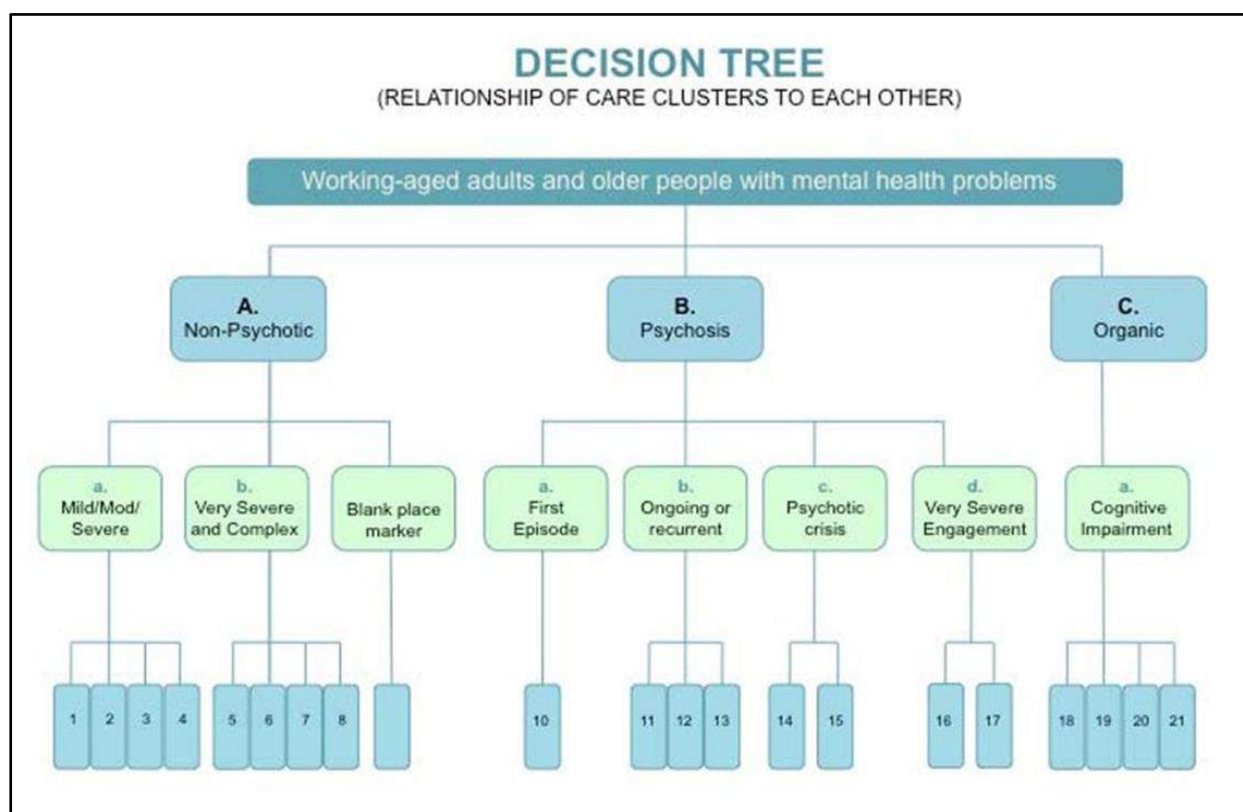 DECISION TREE
(RELATIONSHIP OF CARE CLUSTERS TO EACH OTHER)
Working-aged adults and older people with mental health problems
A.
Non-Psychotic
B.
Psychosis
C.
Organic
a.
Mild/Mod/
Severe
b.
Very Severe
and Complex
Blank place
marker
a.
First
Episode
b.
Ongoing or
recurrent
c.
Psychotic
crisis
d.
Very Severe
Engagement
a.
Cognitive
Impairment
1 2 3 4 5 6 7 8 10 11 12 13 14 15 16 17 18 19 20 21